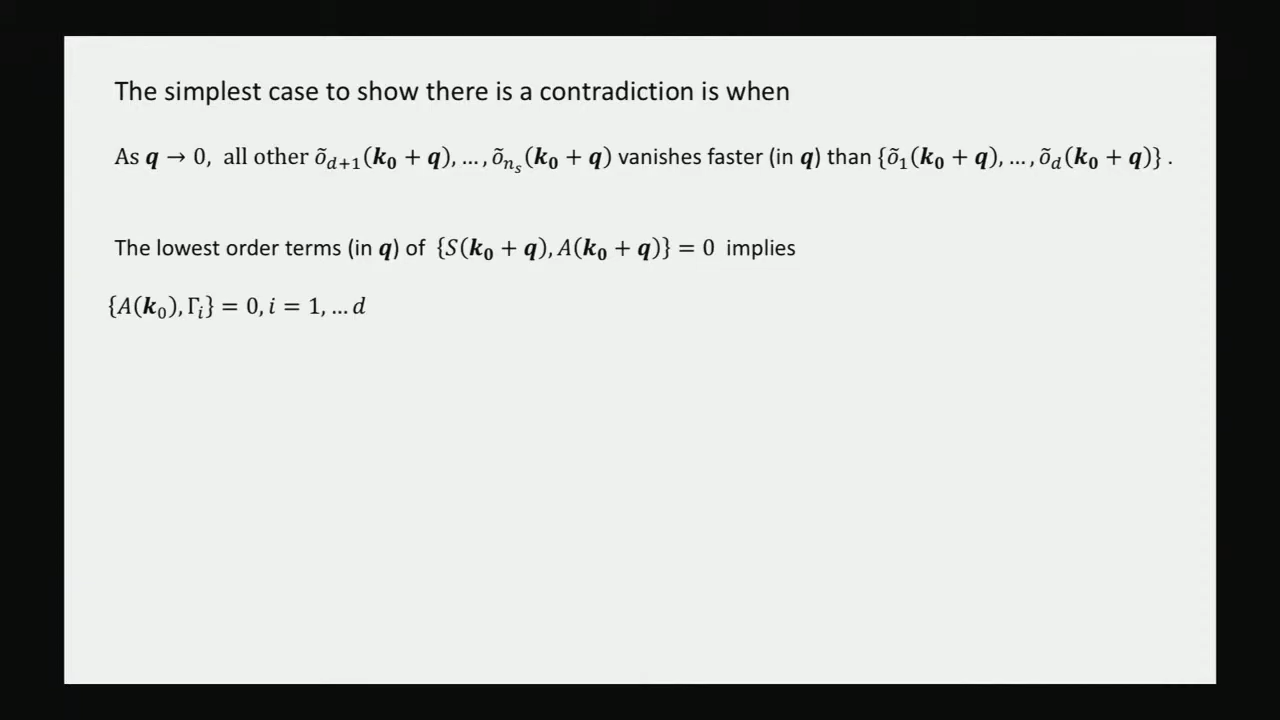 The simplest case to show there is a contradiction is when
As 𝒒 → 0, all other õ_{d+1}(𝒌₀ + 𝒒), … , õ_{n_s}(𝒌₀ + 𝒒) vanishes faster (in 𝒒) than {õ₁(𝒌₀ + 𝒒), … , õ_d(𝒌₀ + 𝒒)} .
The lowest order terms (in 𝒒) of {S(𝒌₀ + 𝒒), A(𝒌₀ + 𝒒)} = 0 implies
{A(𝒌₀), Γᵢ} = 0, i = 1, … d